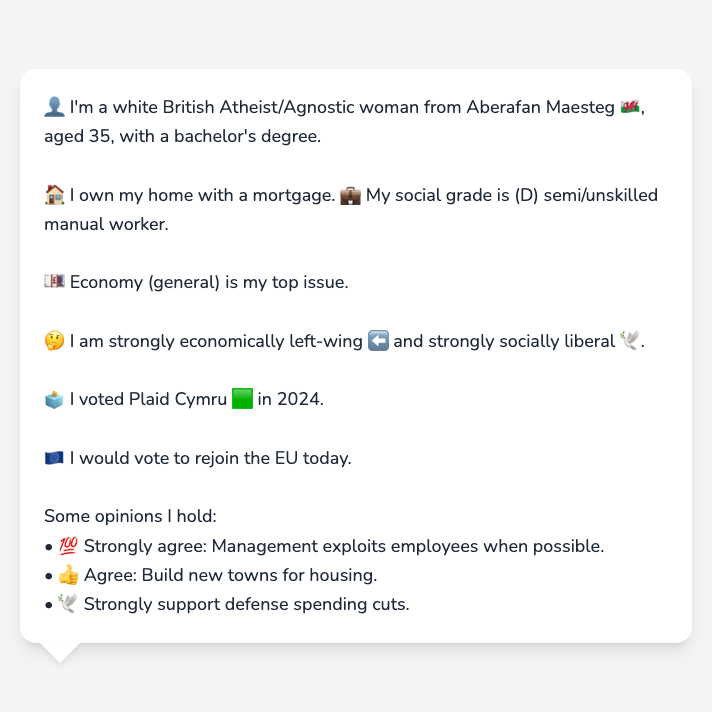 👤 I'm a white British Atheist/Agnostic woman from Aberafan Maesteg 🏴󠁧󠁢󠁷󠁬󠁳󠁿,
aged 35, with a bachelor's degree.
🏠 I own my home with a mortgage. 💼 My social grade is (D) semi/unskilled
manual worker.
💷 Economy (general) is my top issue.
🤔 I am strongly economically left-wing ⬅️ and strongly socially liberal 🕊️.
🗳️ I voted Plaid Cymru 🟩 in 2024.
🇪🇺 I would vote to rejoin the EU today.
Some opinions I hold:
• 💯 Strongly agree: Management exploits employees when possible.
• 👍 Agree: Build new towns for housing.
• 🕊️ Strongly support defense spending cuts.